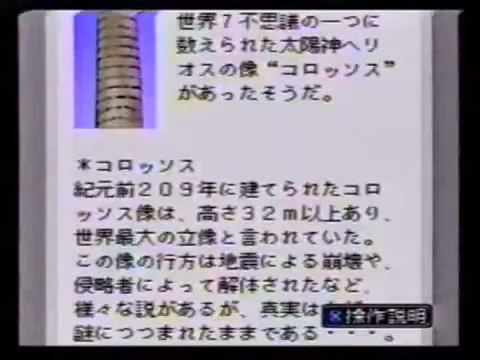 世界７不思議の一つに
数えられた太陽神ヘリ
オスの像“コロッソス”
があったそうだ。
＊コロッソス
紀元前２０９年に建てられたコロ
ッソス像は、高さ３２ｍ以上あり、
世界最大の立像と言われていた。
この像の行方は地震による崩壊や、
侵略者によって解体されたなど、
様々な説があるが、真実は
謎につつまれたままである・・・。
×操作説明